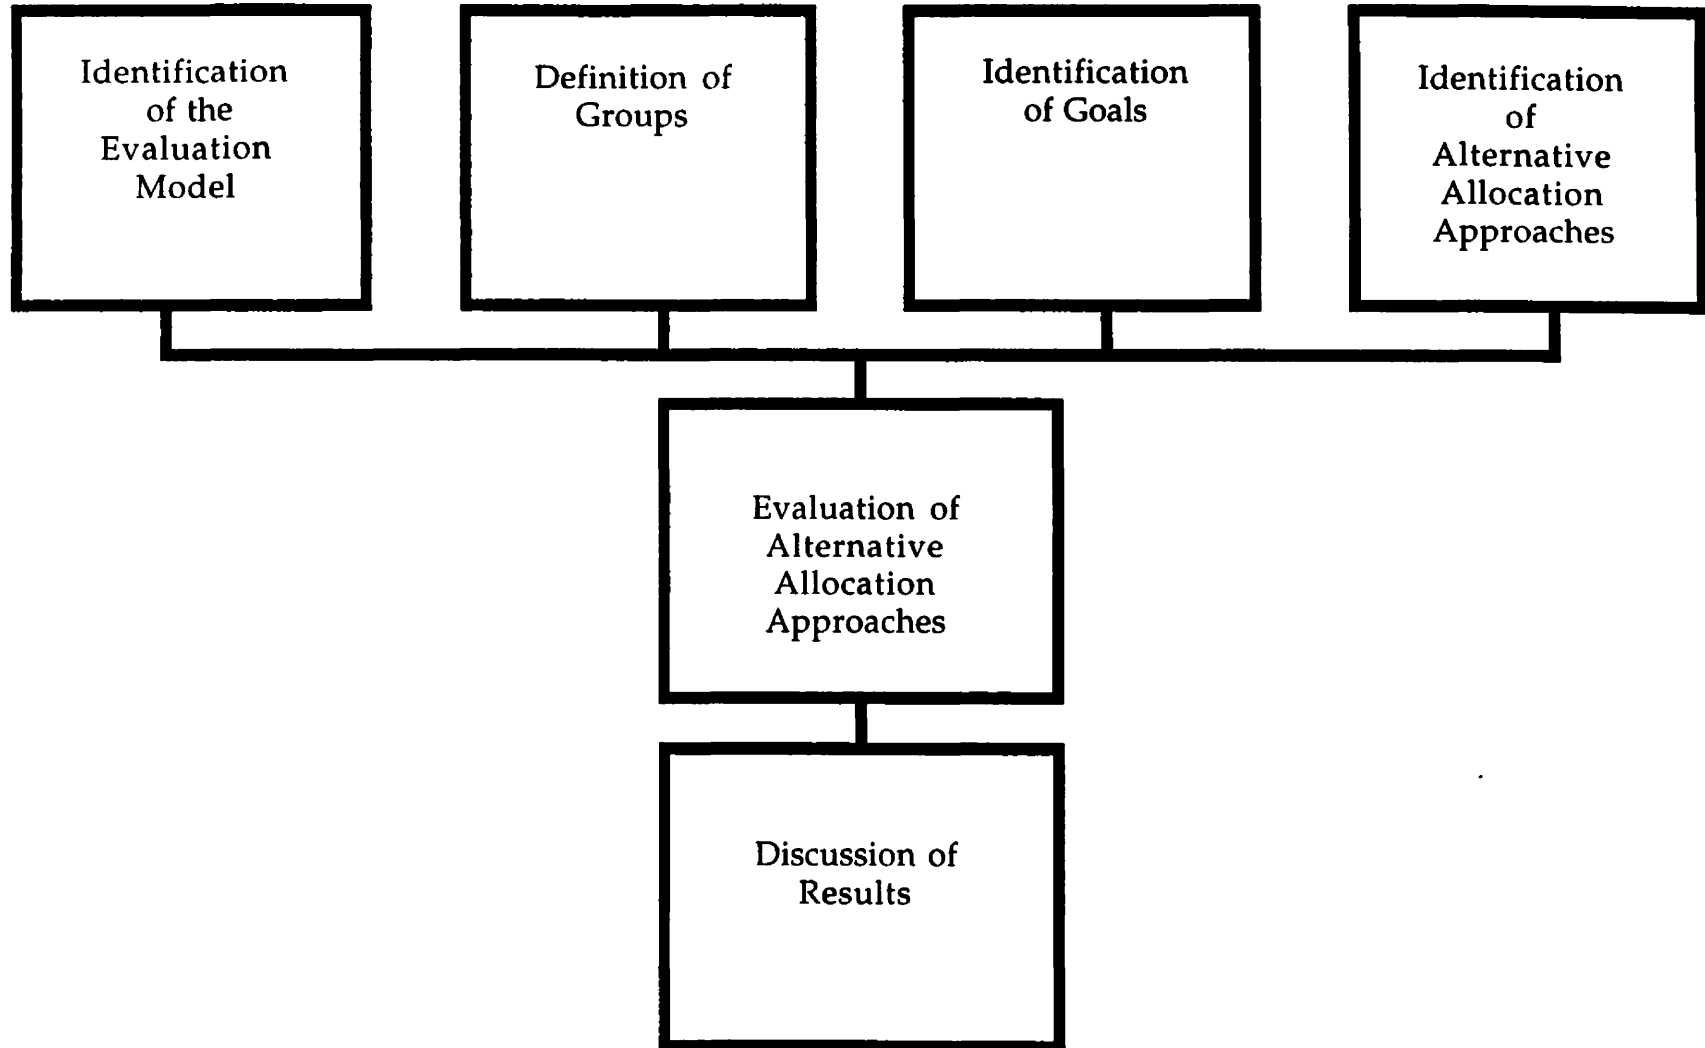 Identification
of the
Evaluation
Model
Definition of
Groups
Identification
of Goals
Identification
of
Alternative
Allocation
Approaches
Evaluation of
Alternative
Allocation
Approaches
Discussion of
Results